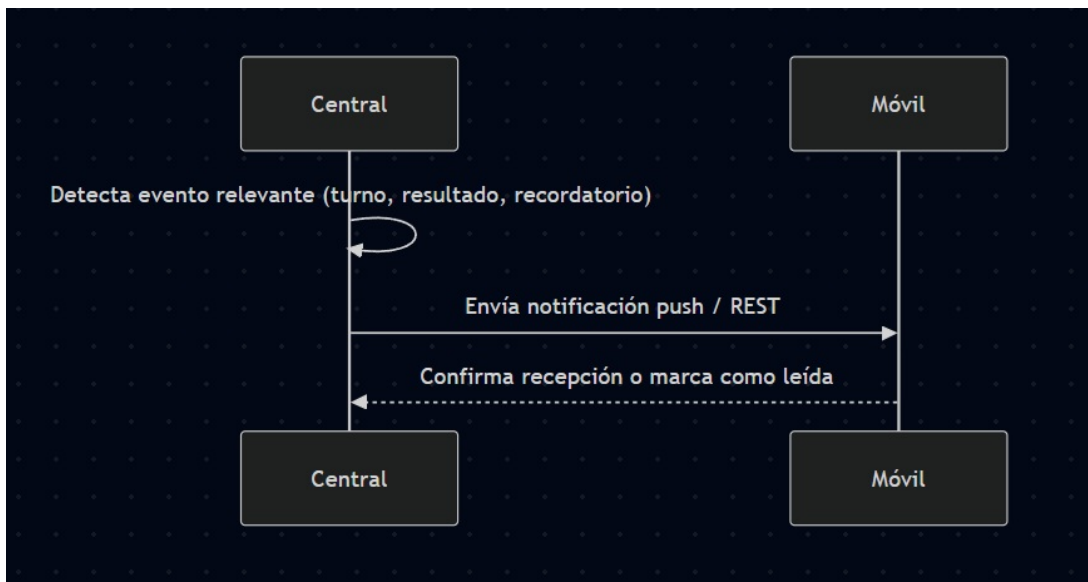 Central
Móvil
Detecta evento relevante (turno, resultado, recordatorio)
Envía notificación push / REST
Confirma recepción o marca como leída
Central
Móvil